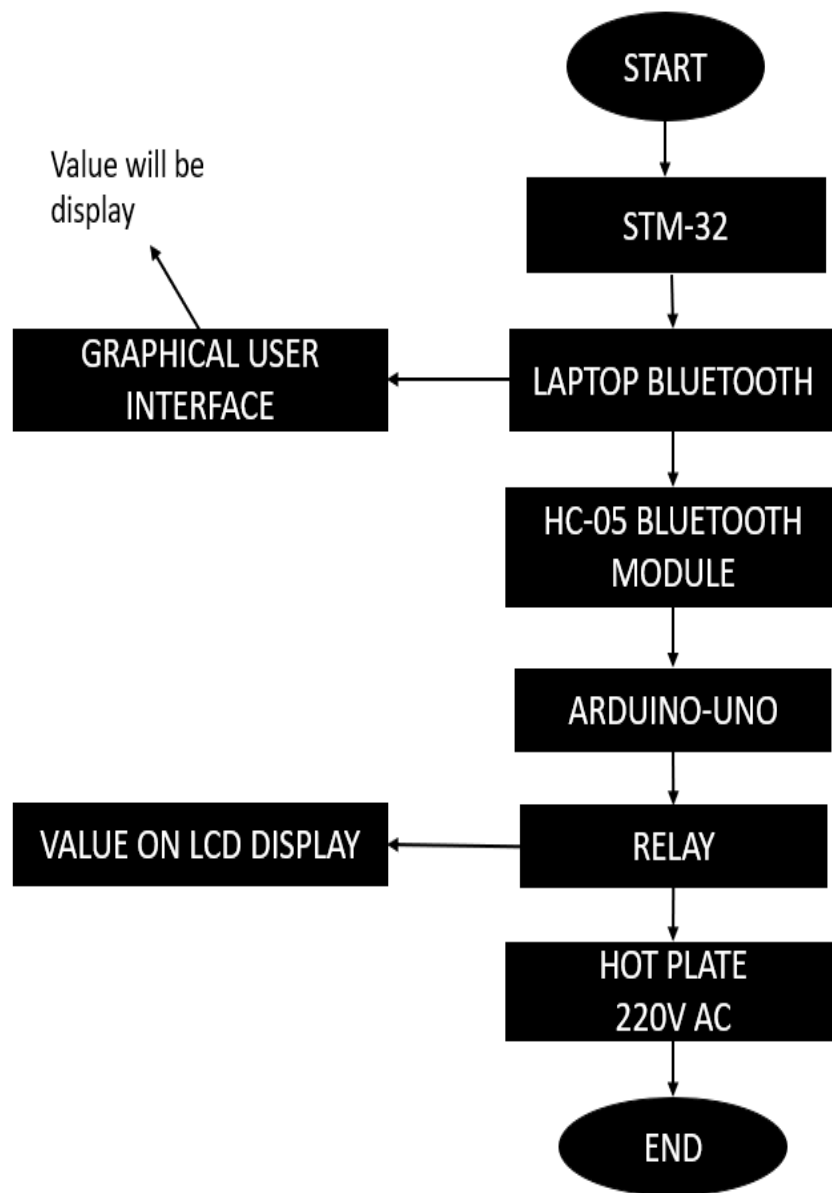 START
Value will be
display
STM-32
GRAPHICAL USER
INTERFACE
LAPTOP BLUETOOTH
HC-05 BLUETOOTH
MODULE
ARDUINO-UNO
VALUE ON LCD DISPLAY
RELAY
HOT PLATE
220V AC
END